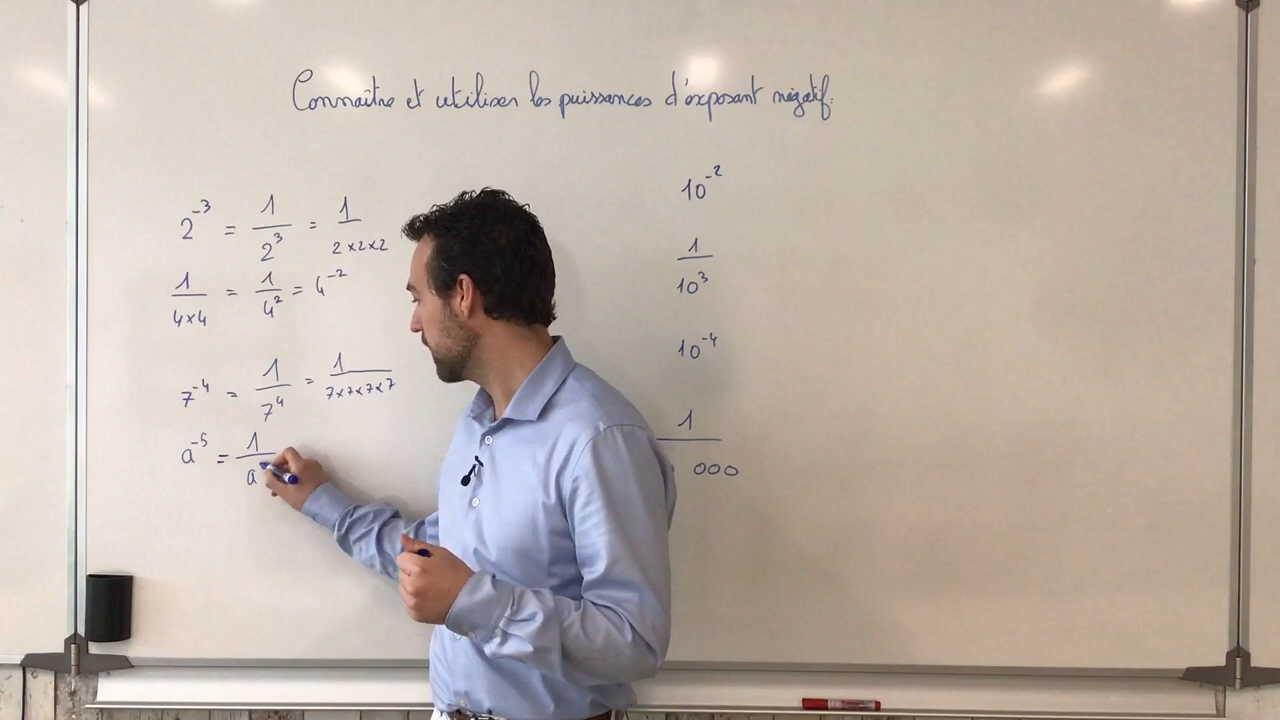 Connaître et utiliser les puissances d'exposant négatif.
2⁻³ = 1/2³ = 1/(2×2×2)
1/(4×4) = 1/4² = 4⁻²
7⁻⁴ = 1/7⁴ = 1/(7×7×7×7)
a⁻⁵ = 1/a
10⁻²
1/10³
10⁻⁴
1/ 000